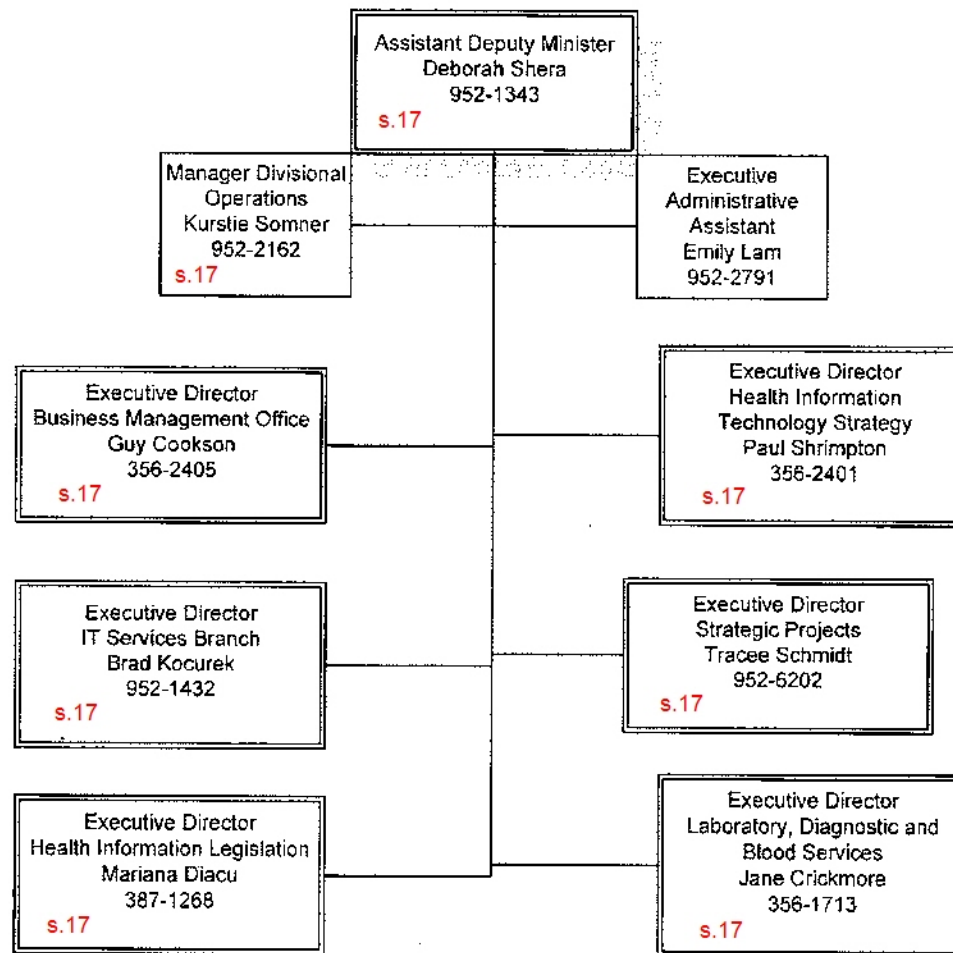 Assistant Deputy Minister
Deborah Shera
952-1343
s.17
Manager Divisional
Operations
Kurstie Somner
952-2162
s.17
Executive
Administrative
Assistant
Emily Lam
952-2791
Executive Director
Business Management Office
Guy Cookson
356-2405
s.17
Executive Director
Health Information
Technology Strategy
Paul Shrimpton
356-2401
s.17
Executive Director
IT Services Branch
Brad Kocurek
952-1432
s.17
Executive Director
Strategic Projects
Tracee Schmidt
952-6202
s.17
Executive Director
Health Information Legislation
Mariana Diacu
387-1268
s.17
Executive Director
Laboratory, Diagnostic and
Blood Services
Jane Crickmore
356-1713
s.17